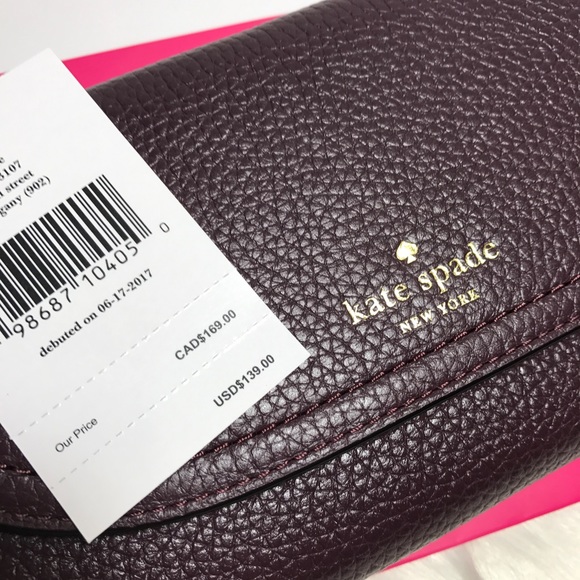 5107
street
(902)
98687 10405 0
debuted on 06-17-2017
CAD$169.00
Our Price
USD$139.00
kate spade
NEW YORK